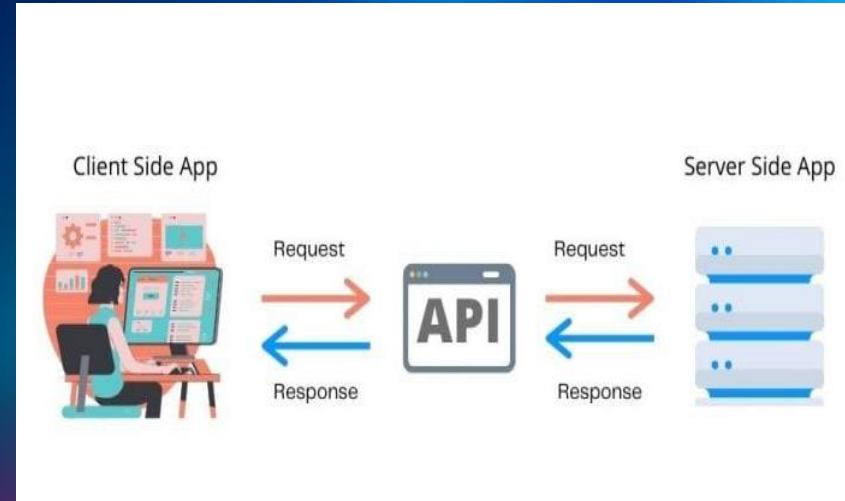 Client Side App
Server Side App
Request
Request
API
Response
Response